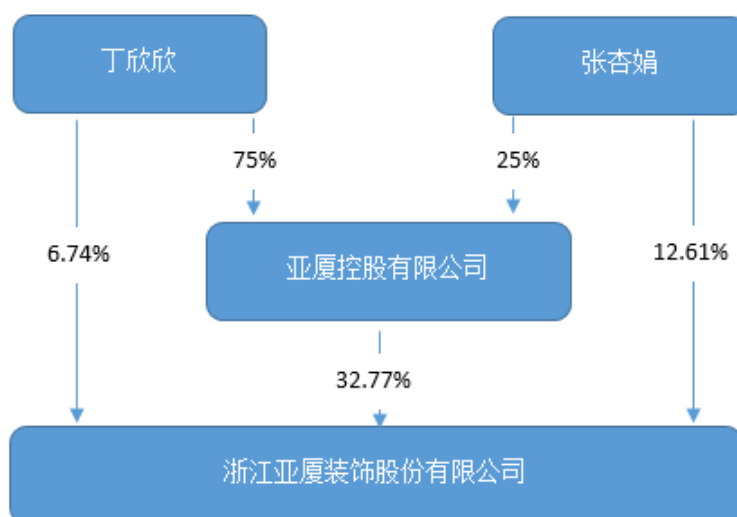 丁欣欣
张杏娟
75%
25%
6.74%
亚厦控股有限公司
12.61%
32.77%
浙江亚厦装饰股份有限公司